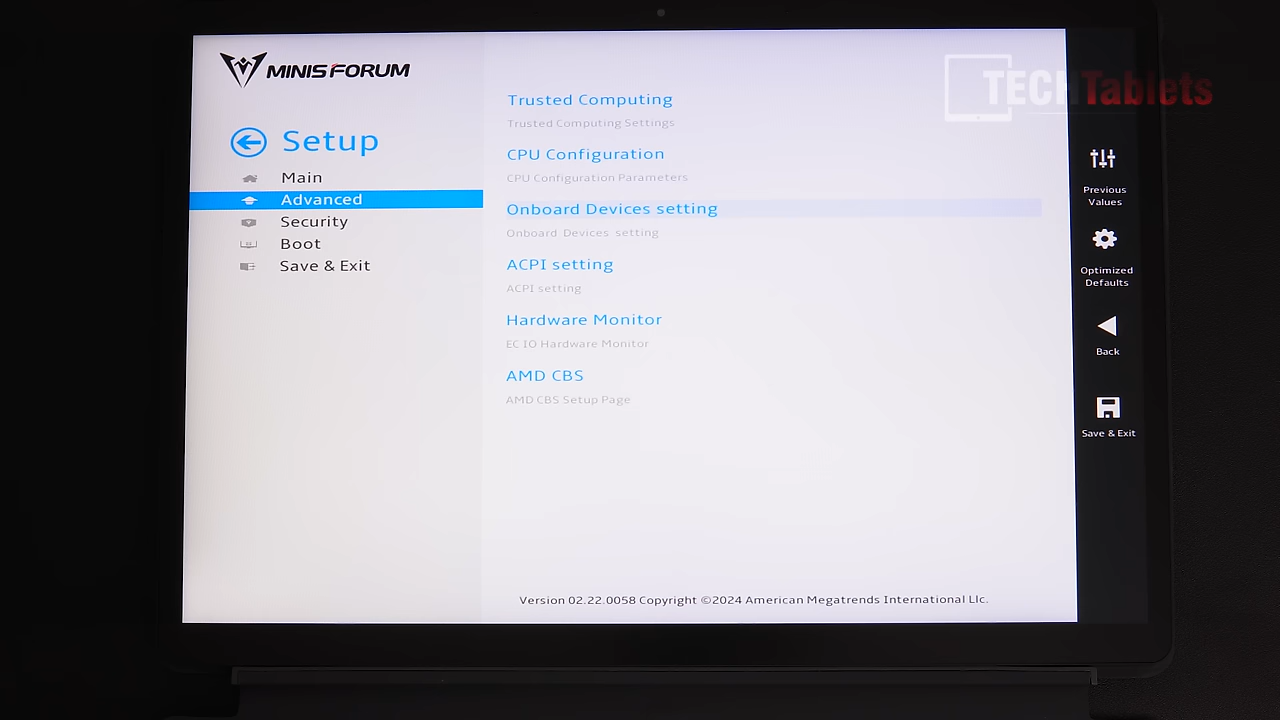 MINISFORUM
Setup
Main
Advanced
Security
Boot
Save & Exit
Trusted Computing
Trusted Computing Settings
CPU Configuration
CPU Configuration Parameters
Onboard Devices setting
Onboard Devices setting
ACPI setting
ACPI setting
Hardware Monitor
EC IO Hardware Monitor
AMD CBS
AMD CBS Setup Page
Version 02.22.0058 Copyright ©2024 American Megatrends International Llc.
TECHTablets
Previous
Values
Optimized
Defaults
Back
Save & Exit